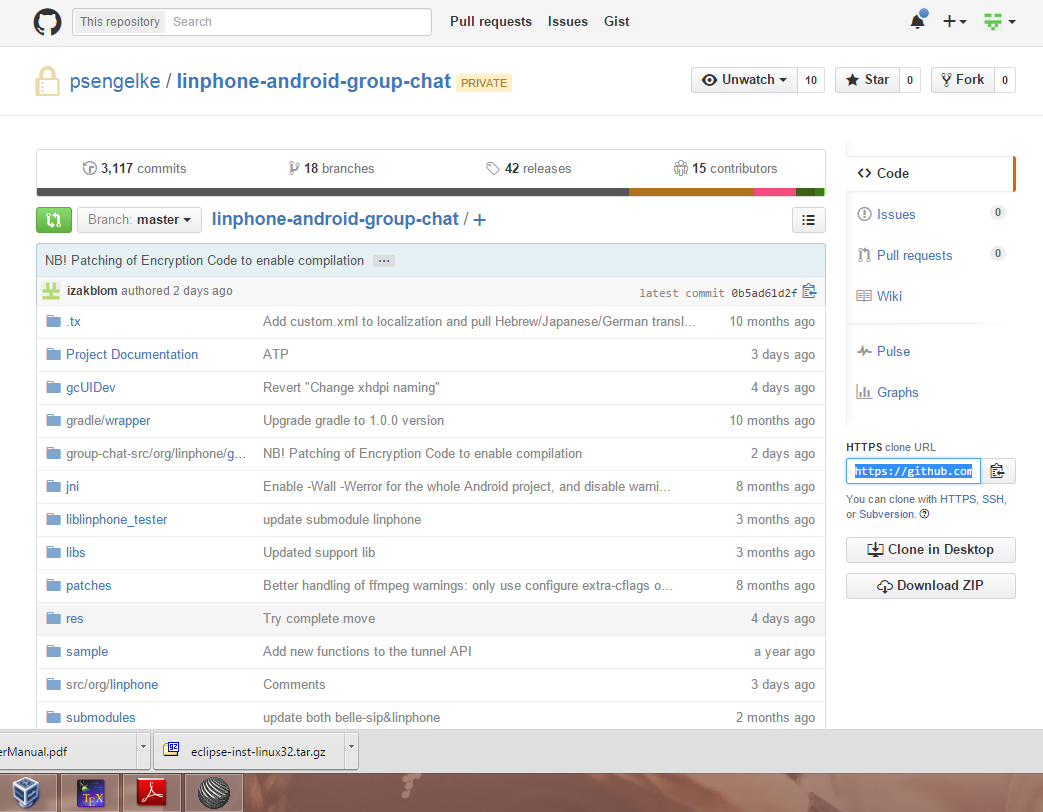 This repository Search Pull requests Issues Gist
psengelke / linphone-android-group-chat PRIVATE Unwatch 10 Star 0 Fork 0
3,117 commits 18 branches 42 releases 15 contributors
Branch: master linphone-android-group-chat / +
NB! Patching of Encryption Code to enable compilation …
izakblom authored 2 days ago latest commit 0b5ad61d2f
.tx Add custom.xml to localization and pull Hebrew/Japanese/German transl… 10 months ago
Project Documentation ATP 3 days ago
gcUIDev Revert "Change xhdpi naming" 4 days ago
gradle/wrapper Upgrade gradle to 1.0.0 version 10 months ago
group-chat-src/org/linphone/g… NB! Patching of Encryption Code to enable compilation 2 days ago
jni Enable -Wall -Werror for the whole Android project, and disable warni… 8 months ago
liblinphone_tester update submodule linphone 3 months ago
libs Updated support lib 3 months ago
patches Better handling of ffmpeg warnings: only use configure extra-cflags o… 8 months ago
res Try complete move 4 days ago
sample Add new functions to the tunnel API a year ago
src/org/linphone Comments 3 days ago
submodules update both belle-sip&linphone 2 months ago
Code
Issues 0
Pull requests 0
Wiki
Pulse
Graphs
HTTPS clone URL
https://github.com
You can clone with HTTPS, SSH,
or Subversion.
Clone in Desktop
Download ZIP
erManual.pdf eclipse-inst-linux32.tar.gz
TEX